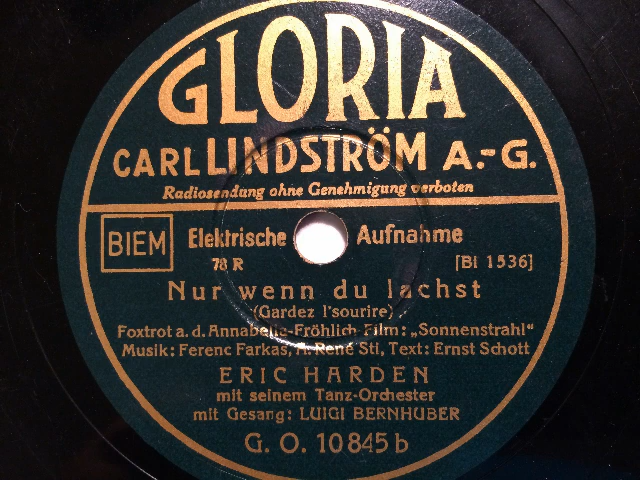 GLORIA
CARL LINDSTRÖM A.-G.
Radiosendung ohne Genehmigung verboten
BIEM Elektrische Aufnahme
78 R [BI 1536]
Nur wenn du lachst
(Gardez l'sourire)
Foxtrot a. d. Annabella-Fröhlich-Film: „Sonnenstrahl"
Musik: Ferenc Farkas, A. René Stl, Text: Ernst Schott
ERIC HARDEN
mit seinem Tanz-Orchester
mit Gesang: LUIGI BERNHUBER
G. O. 10845 b